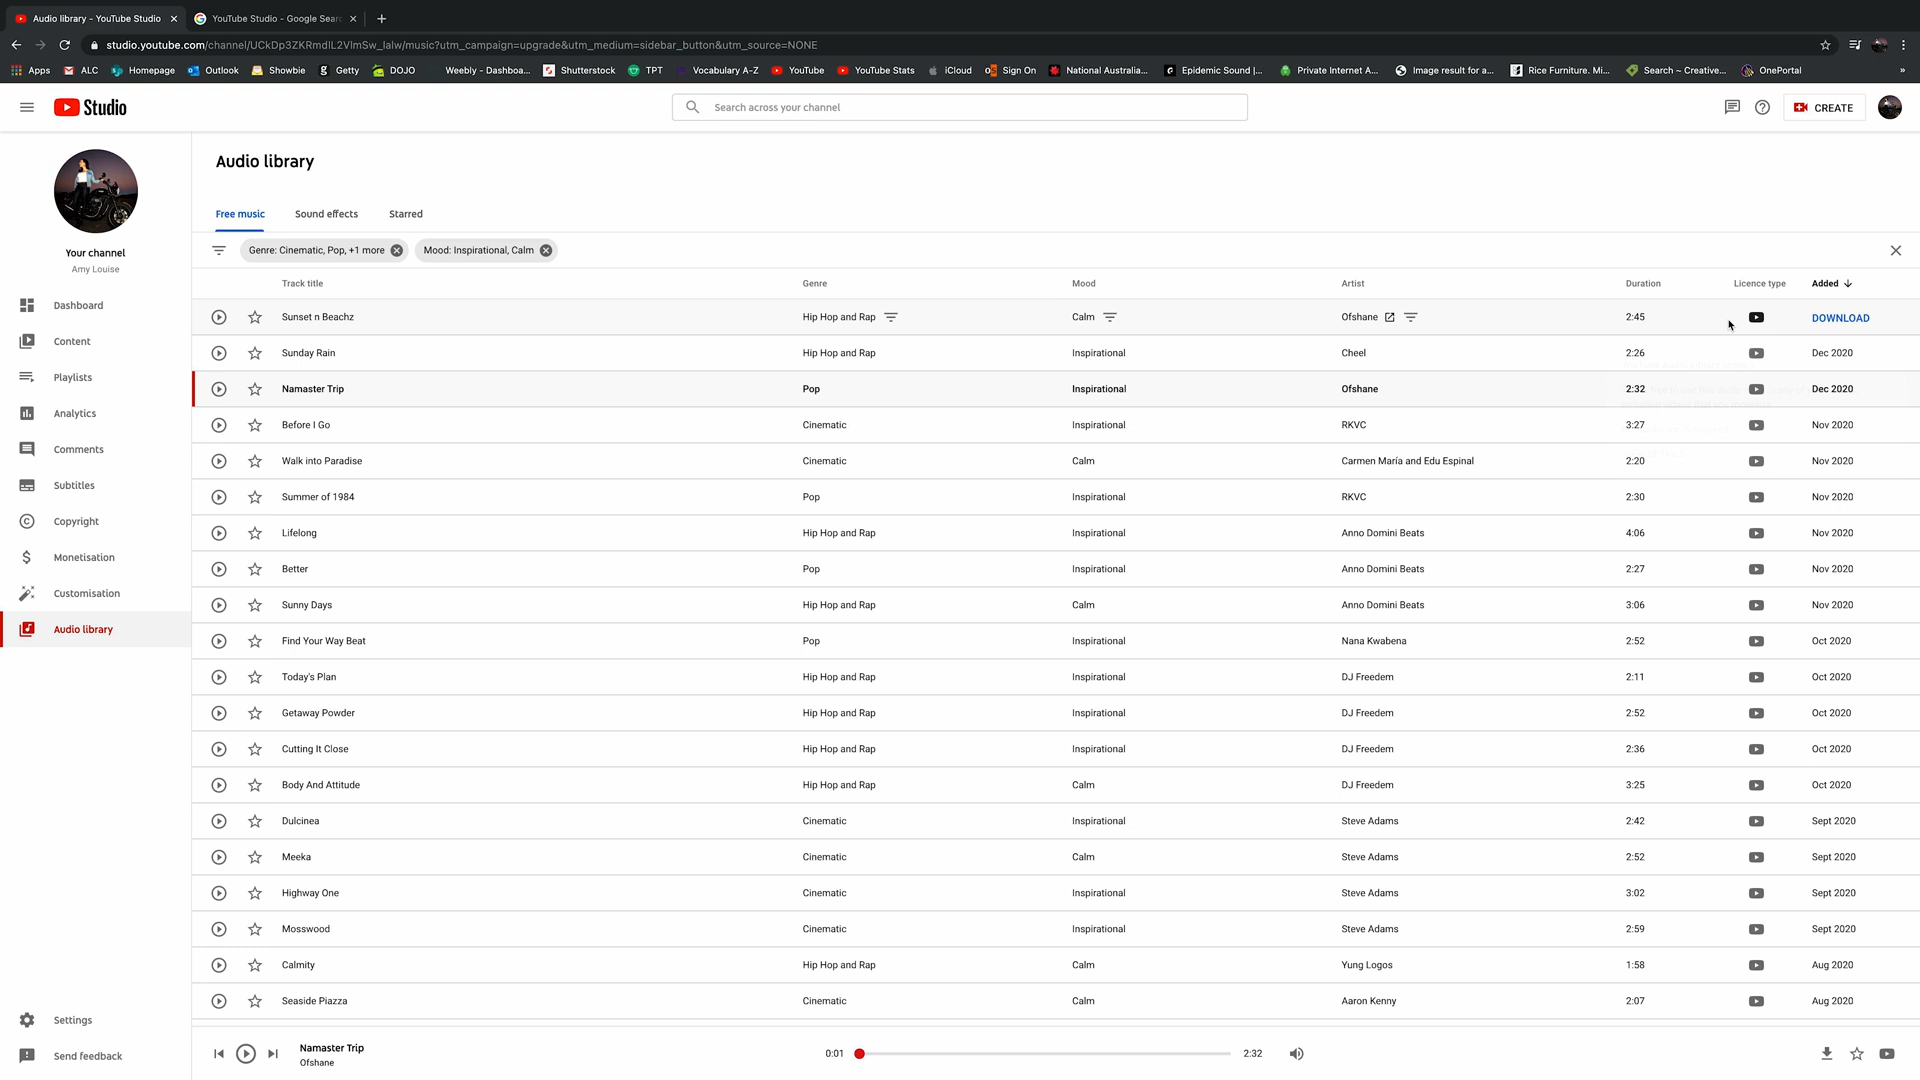 Audio library - YouTube Studio
YouTube Studio - Google Sear
studio.youtube.com/channel/UCkDp3ZKRmdIL2VlmSw_lalw/music?utm_campaign=upgrade&utm_medium=sidebar_button&utm_source=NONE
Apps ALC Homepage Outlook Showbie Getty DOJO Weebly - Dashboa... Shutterstock TPT Vocabulary A-Z YouTube YouTube Stats iCloud Sign On National Australia... Epidemic Sound |... Private Internet A... Image result for a... Rice Furniture. Mi... Search ~ Creative... OnePortal »
Studio
Search across your channel
CREATE
Your channel
Amy Louise
Dashboard
Content
Playlists
Analytics
Comments
Subtitles
Copyright
Monetisation
Customisation
Audio library
Settings
Send feedback
Audio library
Free music Sound effects Starred
Genre: Cinematic, Pop, +1 more Mood: Inspirational, Calm
Track title Genre Mood Artist Duration Licence type Added
Sunset n Beachz Hip Hop and Rap Calm Ofshane 2:45 DOWNLOAD
Sunday Rain Hip Hop and Rap Inspirational Cheel 2:26 Dec 2020
Namaster Trip Pop Inspirational Ofshane 2:32 Dec 2020
Before I Go Cinematic Inspirational RKVC 3:27 Nov 2020
Walk into Paradise Cinematic Calm Carmen María and Edu Espinal 2:20 Nov 2020
Summer of 1984 Pop Inspirational RKVC 2:30 Nov 2020
Lifelong Hip Hop and Rap Inspirational Anno Domini Beats 4:06 Nov 2020
Better Pop Inspirational Anno Domini Beats 2:27 Nov 2020
Sunny Days Hip Hop and Rap Calm Anno Domini Beats 3:06 Nov 2020
Find Your Way Beat Pop Inspirational Nana Kwabena 2:52 Oct 2020
Today's Plan Hip Hop and Rap Inspirational DJ Freedem 2:11 Oct 2020
Getaway Powder Hip Hop and Rap Inspirational DJ Freedem 2:52 Oct 2020
Cutting It Close Hip Hop and Rap Inspirational DJ Freedem 2:36 Oct 2020
Body And Attitude Hip Hop and Rap Calm DJ Freedem 3:25 Oct 2020
Dulcinea Cinematic Inspirational Steve Adams 2:42 Sept 2020
Meeka Cinematic Calm Steve Adams 2:52 Sept 2020
Highway One Cinematic Inspirational Steve Adams 3:02 Sept 2020
Mosswood Cinematic Inspirational Steve Adams 2:59 Sept 2020
Calmity Hip Hop and Rap Calm Yung Logos 1:58 Aug 2020
Seaside Piazza Cinematic Calm Aaron Kenny 2:07 Aug 2020
Namaster Trip
Ofshane
0:01 2:32